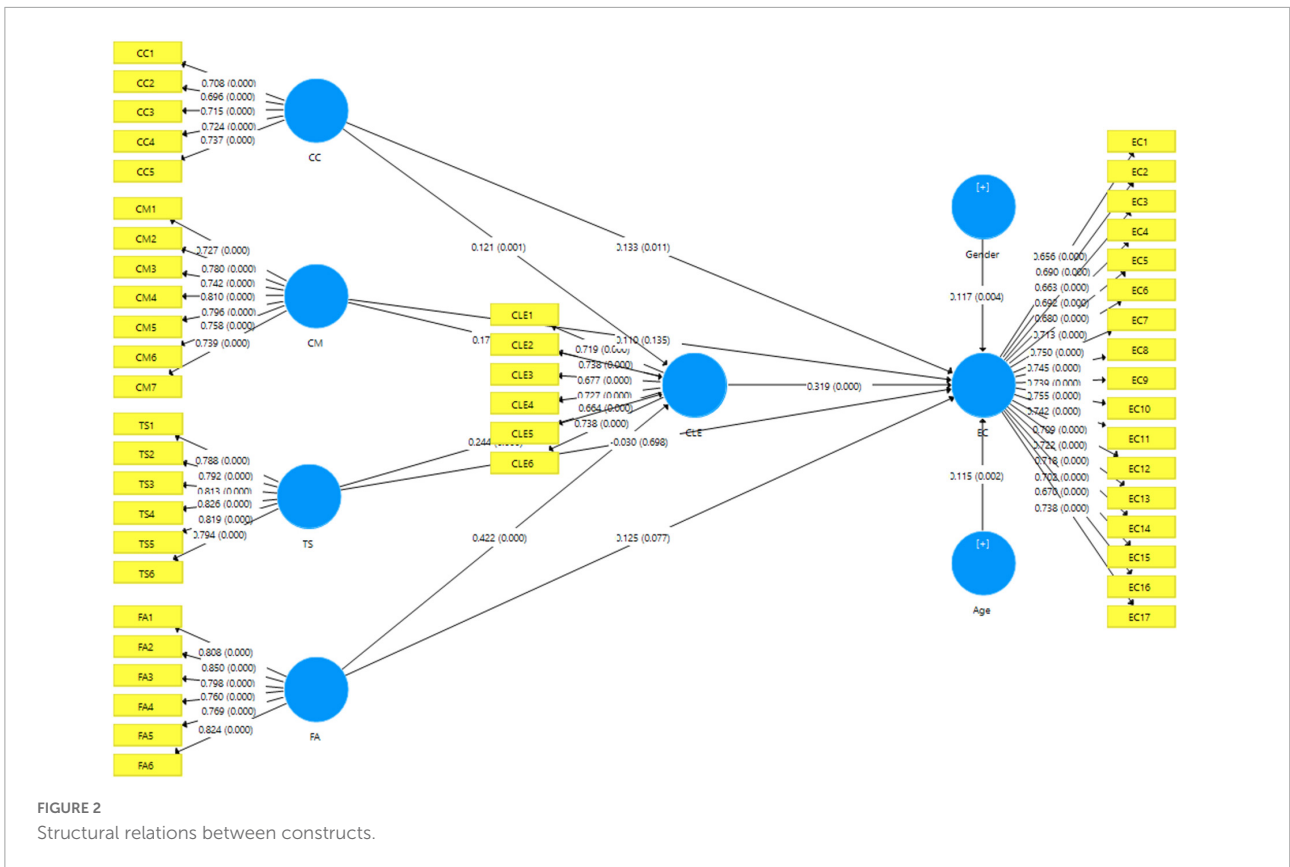 CC1
CC2
CC3
CC4
CC5
0.708 (0.000)
0.696 (0.000)
0.715 (0.000)
0.724 (0.000)
0.737 (0.000)
CC
CM1
CM2
CM3
CM4
CM5
CM6
CM7
0.727 (0.000)
0.780 (0.000)
0.742 (0.000)
0.810 (0.000)
0.796 (0.000)
0.758 (0.000)
0.739 (0.000)
CM
TS1
TS2
TS3
TS4
TS5
TS6
0.788 (0.000)
0.792 (0.000)
0.813 (0.000)
0.826 (0.000)
0.819 (0.000)
0.794 (0.000)
TS
FA1
FA2
FA3
FA4
FA5
FA6
0.808 (0.000)
0.850 (0.000)
0.798 (0.000)
0.760 (0.000)
0.769 (0.000)
0.824 (0.000)
FA
0.121 (0.001)
0.133 (0.011)
0.17
0.110 (0.135)
0.244
-0.030 (0.698)
0.422 (0.000)
0.125 (0.077)
CLE1
CLE2
CLE3
CLE4
CLE5
CLE6
0.719 (0.000)
0.738 (0.000)
0.677 (0.000)
0.727 (0.000)
0.664 (0.000)
0.738 (0.000)
CLE
0.319 (0.000)
[+]
Gender
0.117 (0.004)
EC
0.115 (0.002)
[+]
Age
0.656 (0.000)
0.690 (0.000)
0.663 (0.000)
0.692 (0.000)
0.680 (0.000)
0.713 (0.000)
0.750 (0.000)
0.745 (0.000)
0.739 (0.000)
0.755 (0.000)
0.742 (0.000)
0.709 (0.000)
0.722 (0.000)
0.718 (0.000)
0.702 (0.000)
0.670 (0.000)
0.738 (0.000)
EC1
EC2
EC3
EC4
EC5
EC6
EC7
EC8
EC9
EC10
EC11
EC12
EC13
EC14
EC15
EC16
EC17
FIGURE 2
Structural relations between constructs.